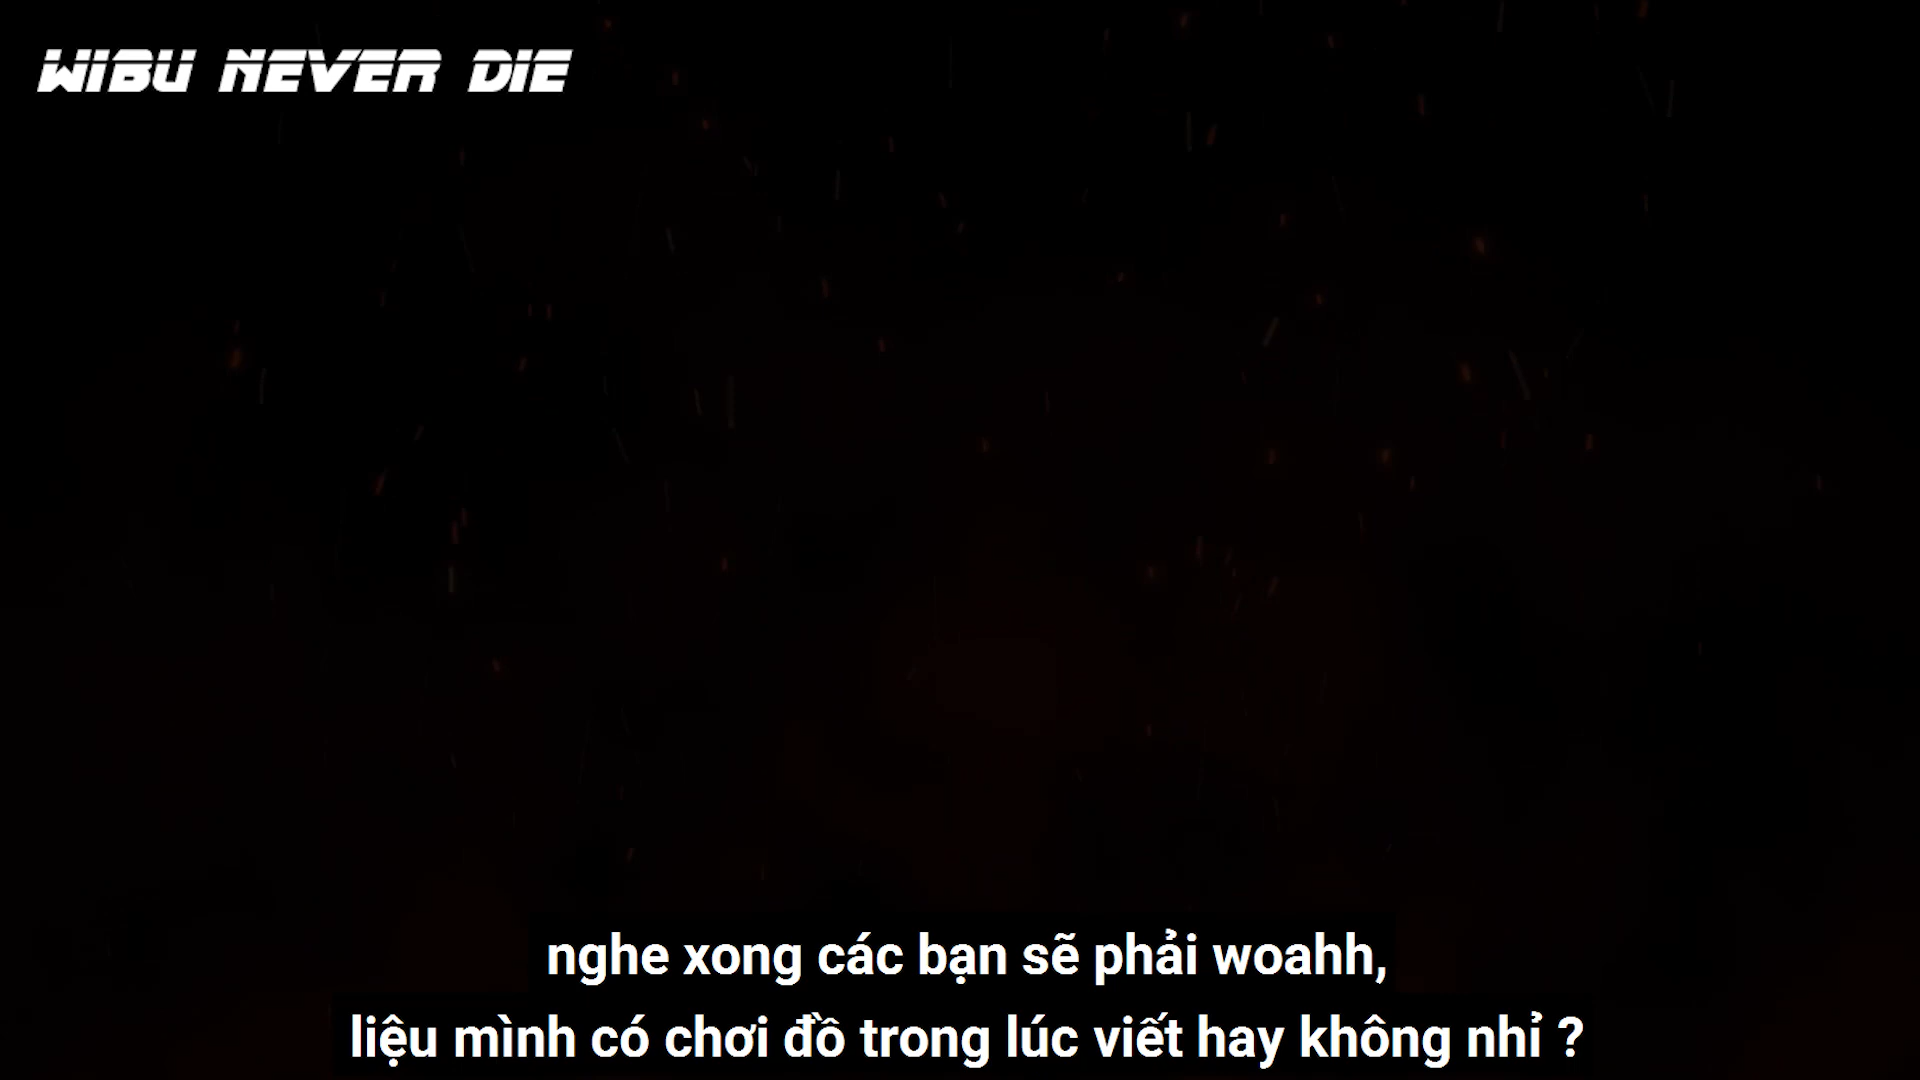 WIBU NEVER DIE
nghe xong các bạn sẽ phải woahh,
liệu mình có chơi đồ trong lúc viết hay không nhỉ ?